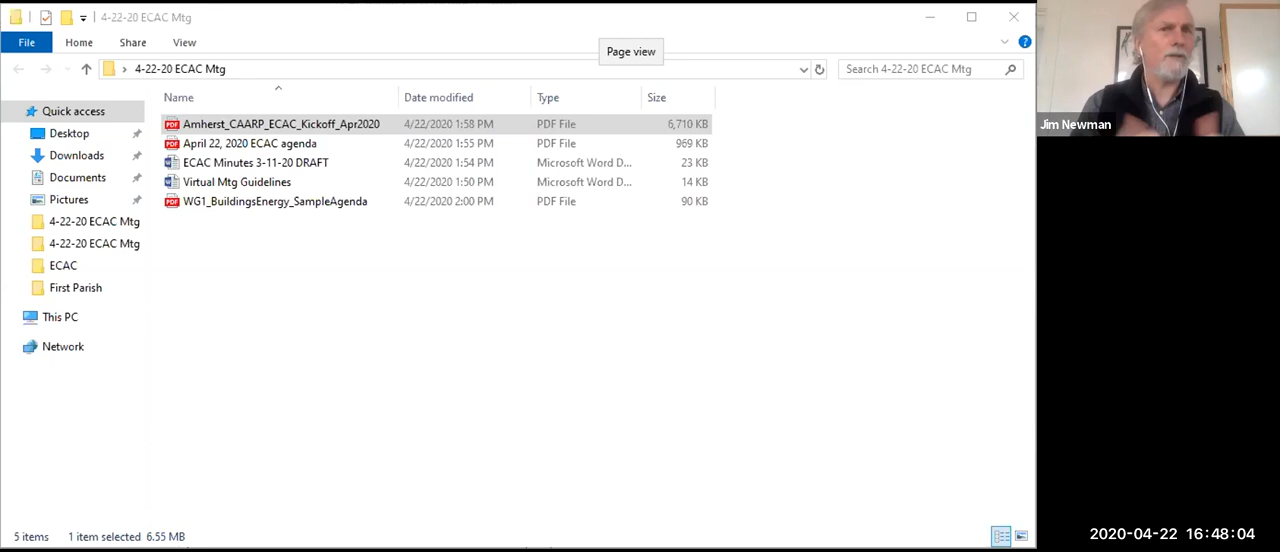 4-22-20 ECAC Mtg
File Home Share View
Page view
4-22-20 ECAC Mtg
Search 4-22-20 ECAC Mtg
Name Date modified Type Size
Quick access
Desktop
Downloads
Documents
Pictures
4-22-20 ECAC Mtg
4-22-20 ECAC Mtg
ECAC
First Parish
This PC
Network
PDF Amherst_CAARP_ECAC_Kickoff_Apr2020 4/22/2020 1:58 PM PDF File 6,710 KB
PDF April 22, 2020 ECAC agenda 4/22/2020 1:55 PM PDF File 969 KB
ECAC Minutes 3-11-20 DRAFT 4/22/2020 1:54 PM Microsoft Word D... 23 KB
Virtual Mtg Guidelines 4/22/2020 1:50 PM Microsoft Word D... 14 KB
PDF WG1_BuildingsEnergy_SampleAgenda 4/22/2020 2:00 PM PDF File 90 KB
5 items 1 item selected 6.55 MB
Jim Newman
2020-04-22 16:48:04